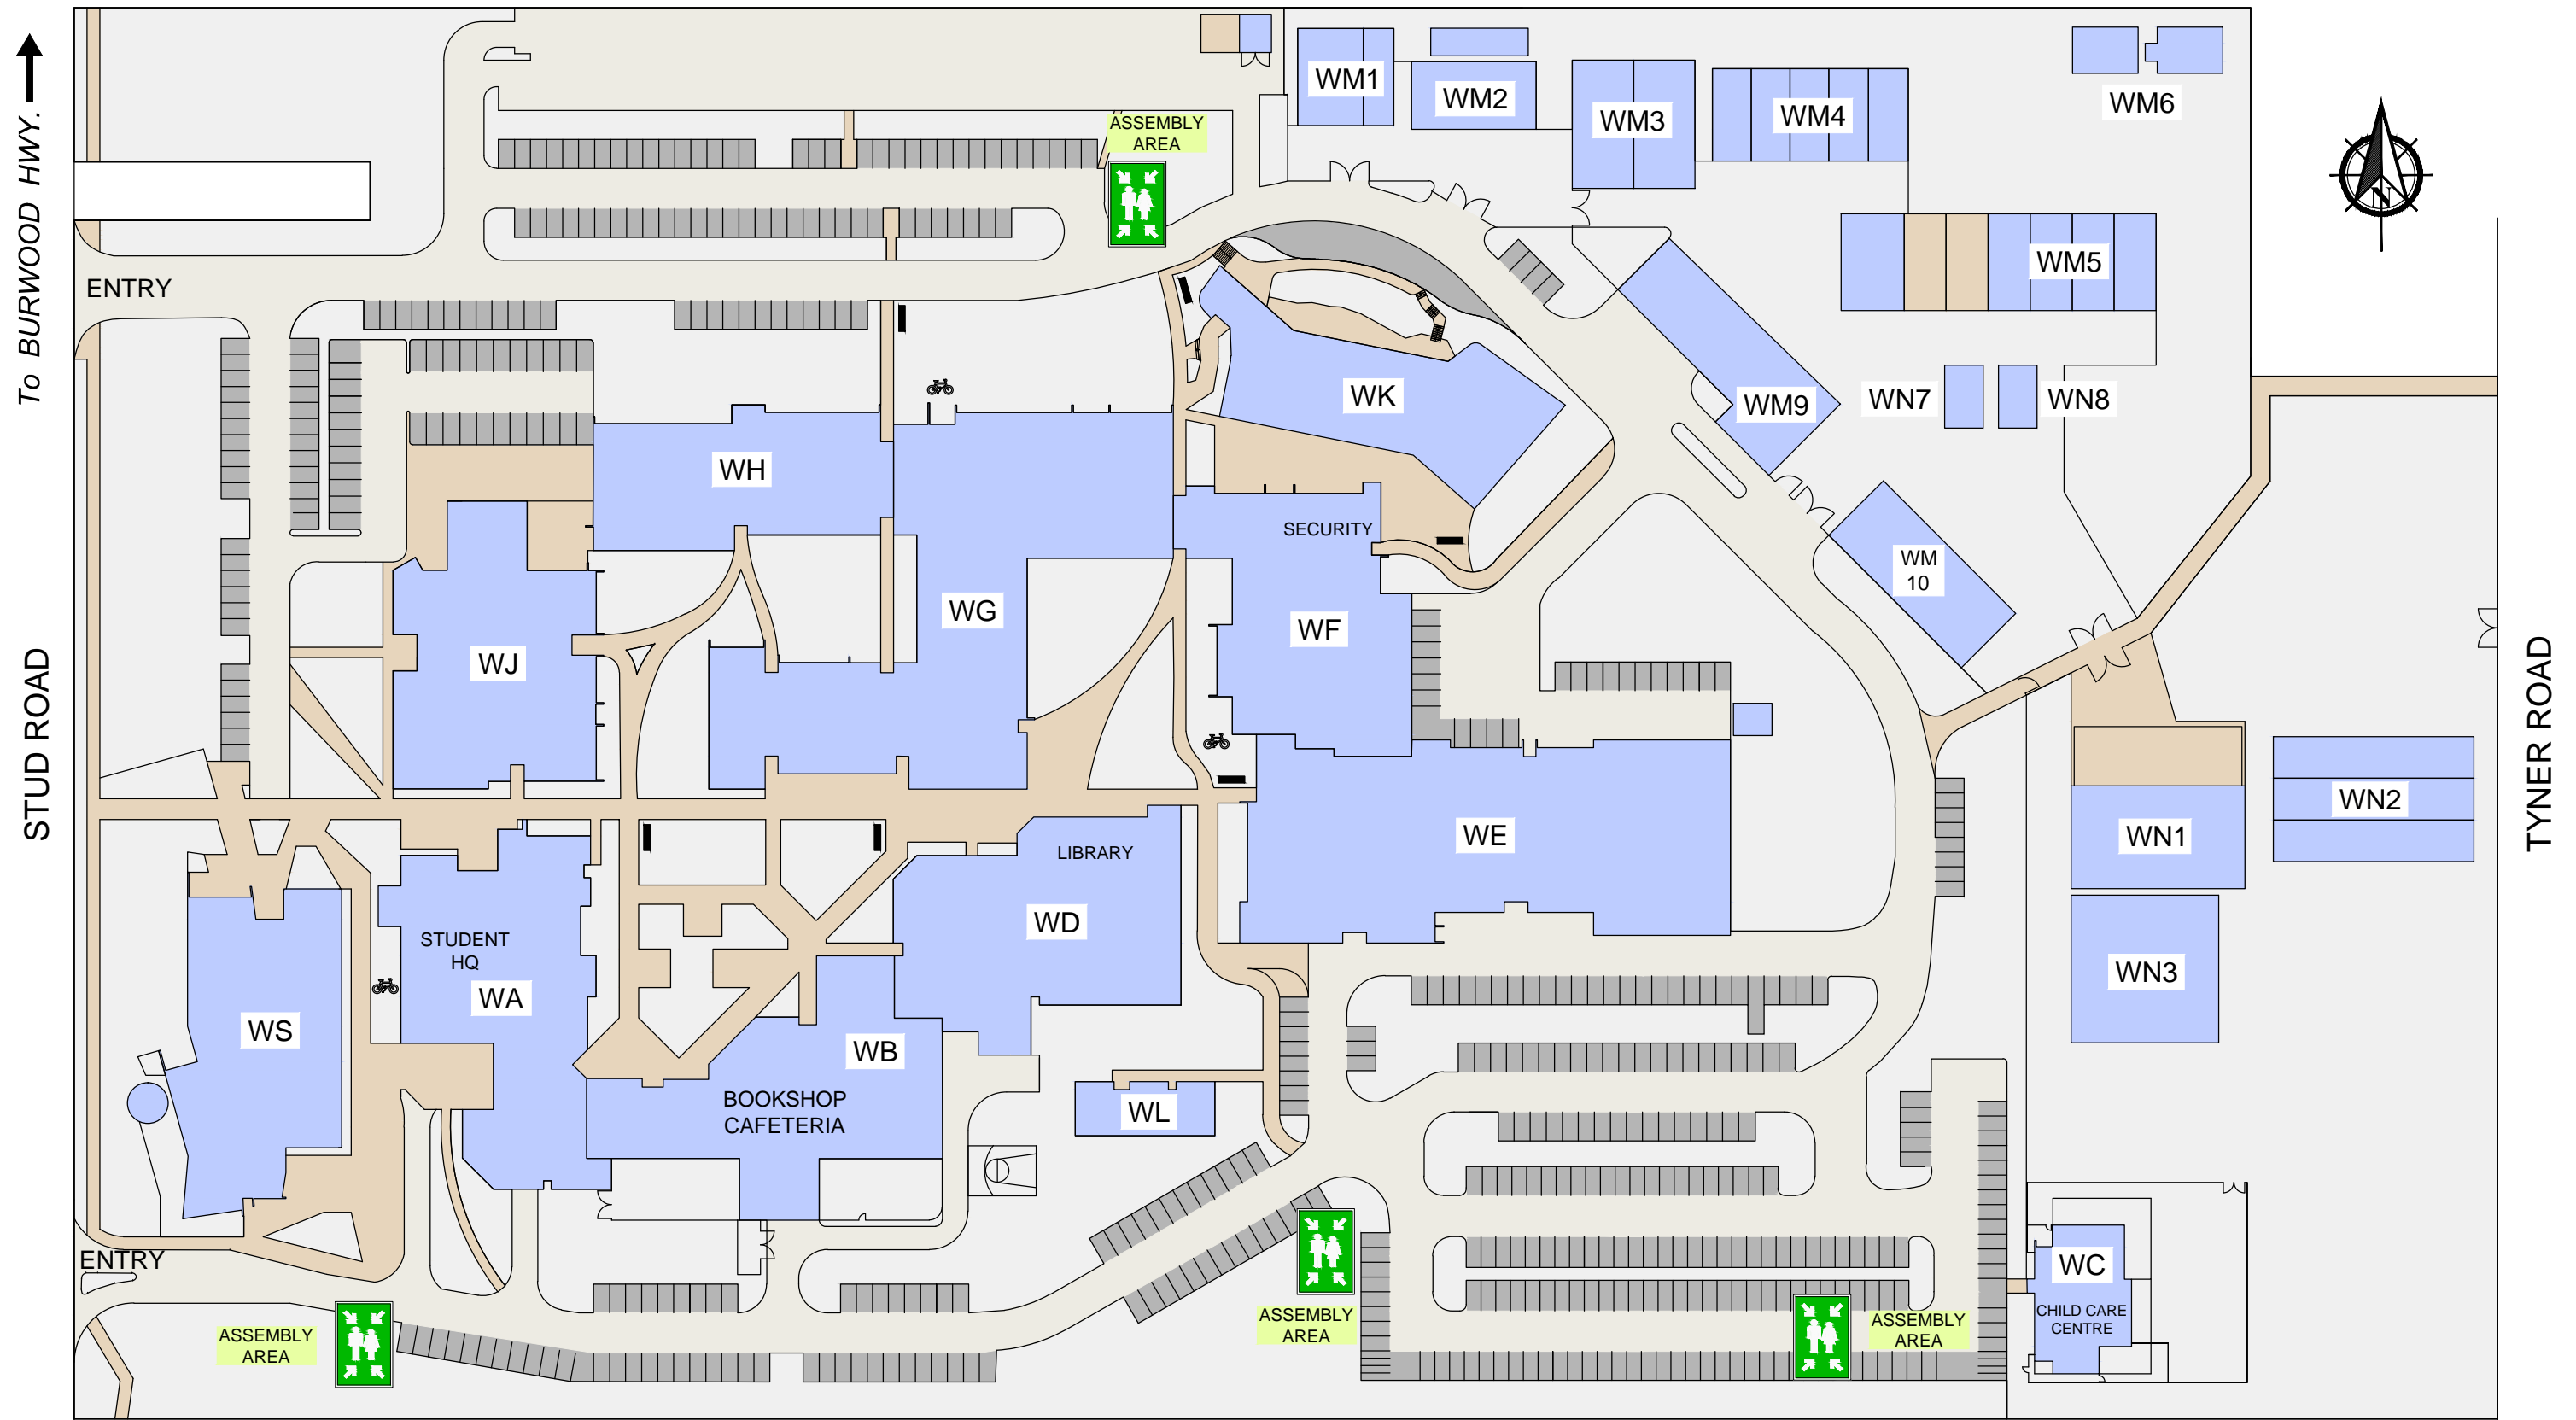 To BURWOOD HWY.
ASSEMBLY
AREA
WM1
WM2
WM3
WM4
WM6
N
ENTRY
WM5
WK
WM9
WN7
WN8
WH
SECURITY
WM
10
WG
WF
WJ
STUD ROAD
TYNER ROAD
WN2
WE
WN1
LIBRARY
WD
STUDENT
HQ
WA
WN3
WS
WB
BOOKSHOP
CAFETERIA
WL
ENTRY
WC
CHILD CARE
CENTRE
ASSEMBLY
AREA
ASSEMBLY
AREA
ASSEMBLY
AREA